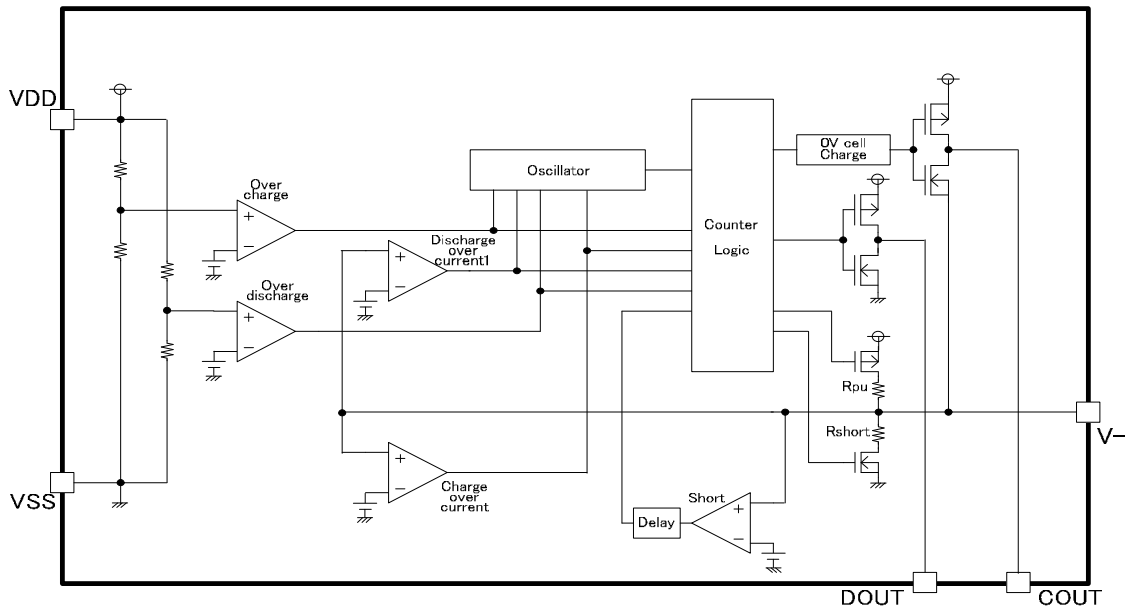 VDD
Over
charge
Over
discharge
Discharge
over
current1
Oscillator
Counter
Logic
0V cell
Charge
Rpu
Rshort
V-
VSS
Charge
over
current
Short
Delay
DOUT
COUT
+
−
+
−
+
−
+
−
+
−